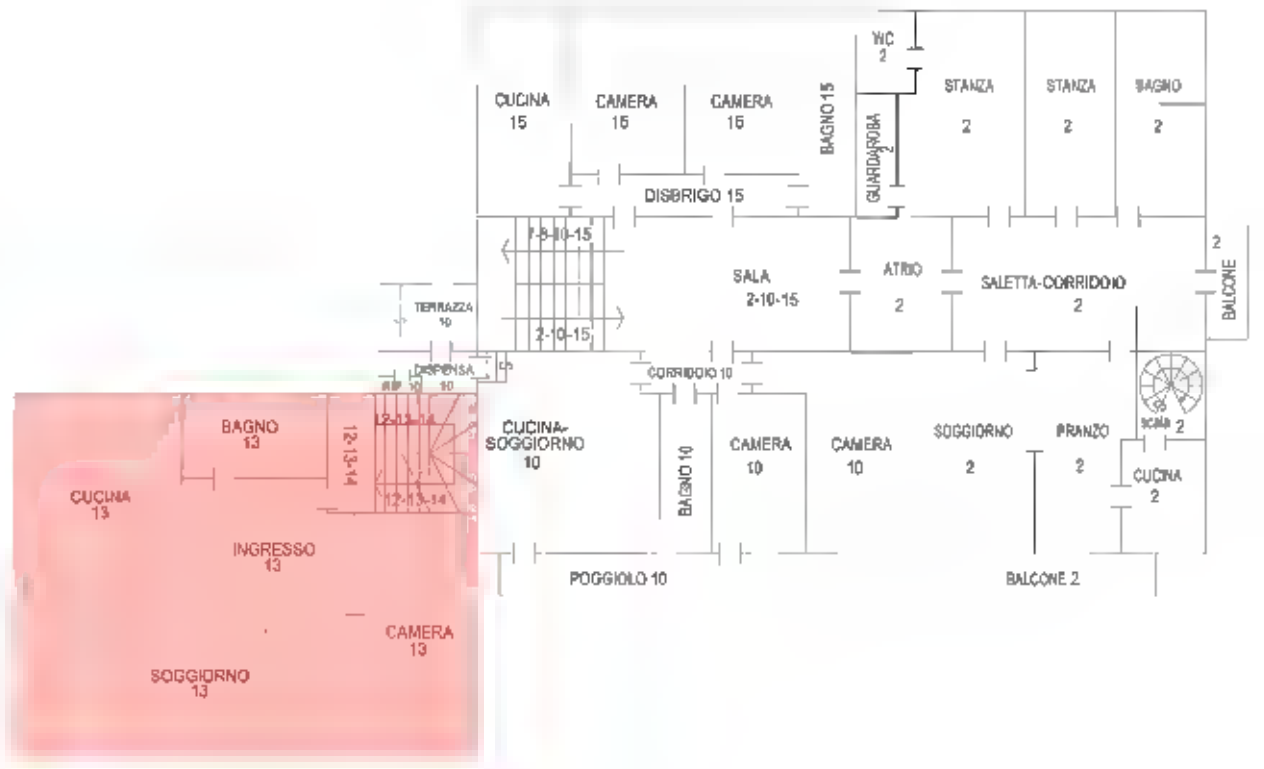 WC
2
CUCINA
15
CAMERA
15
CAMERA
15
BAGNO 15
GUARDAROBA
2
STANZA
2
STANZA
2
BAGNO
2
DISBRIGO 15
2-10-15
SALA
2-10-15
ATRIO
2
SALETTA-CORRIDOIO
2
2
BALCONE
TERRAZZA
10
DISPENSA
10
10
CORRIDOIO 10
BAGNO
13
12-13-14
12-13-14
12-13-14
CUCINA-
SOGGIORNO
10
BAGNO 10
CAMERA
10
CAMERA
10
SOGGIORNO
2
PRANZO
2
scala 2
CUCINA
2
CUCINA
13
INGRESSO
13
POGGIOLO 10
BALCONE 2
CAMERA
13
SOGGIORNO
13